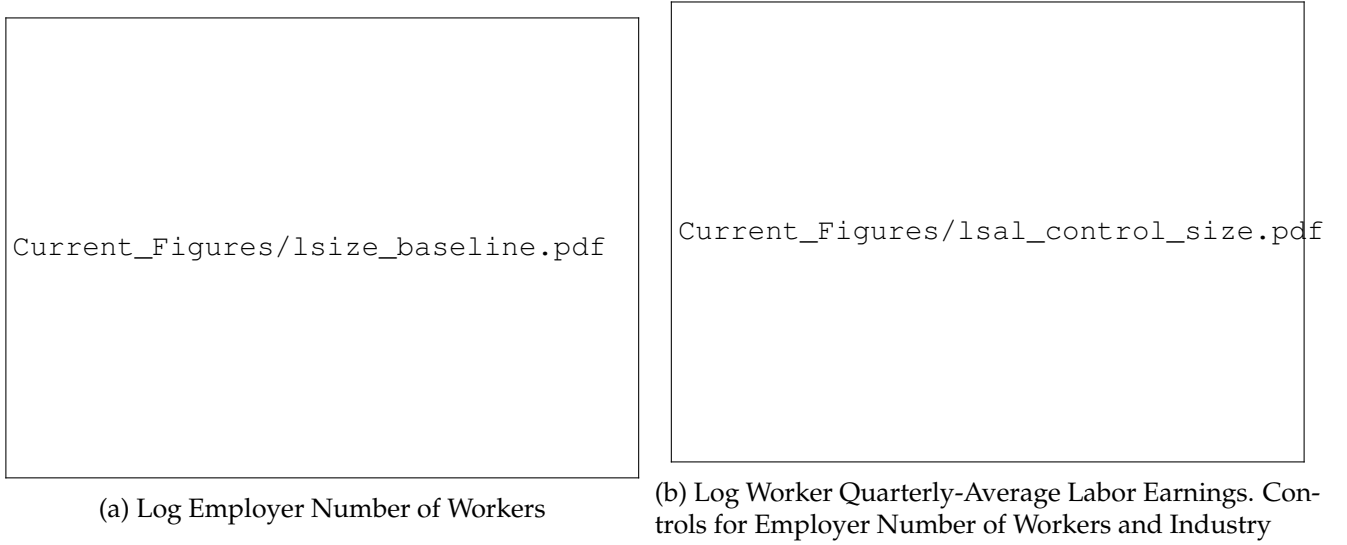 Current_Figures/lsize_baseline.pdf
(a) Log Employer Number of Workers
Current_Figures/lsal_control_size.pdf
(b) Log Worker Quarterly-Average Labor Earnings. Con-
trols for Employer Number of Workers and Industry